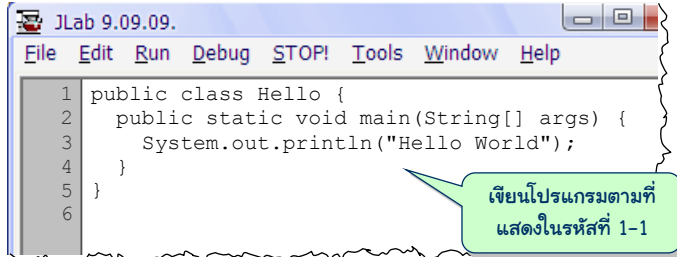 JLab 9.09.09.
File Edit Run Debug STOP! Tools Window Help
1 public class Hello {
2   public static void main(String[] args) {
3     System.out.println("Hello World");
4   }
5 }
6
เขียนโปรแกรมตามที่
แสดงในรหัสที่ 1-1